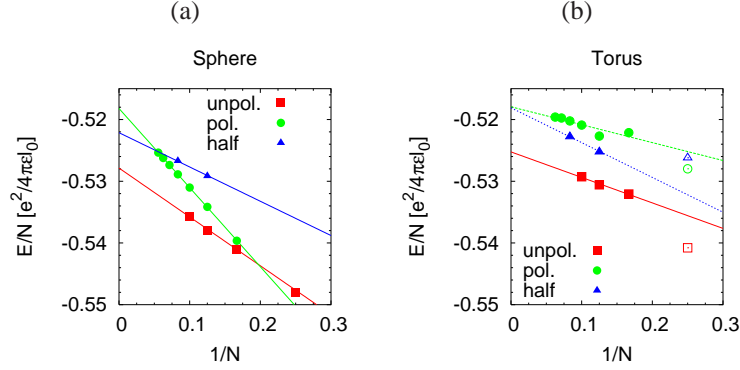 (a)
Sphere
E/N [e²/4πεl₀]
-0.52
-0.53
-0.54
-0.55
unpol.
pol.
half
0
0.1
0.2
0.3
1/N
(b)
Torus
E/N [e²/4πεl₀]
-0.52
-0.53
-0.54
-0.55
unpol.
pol.
half
0
0.1
0.2
0.3
1/N